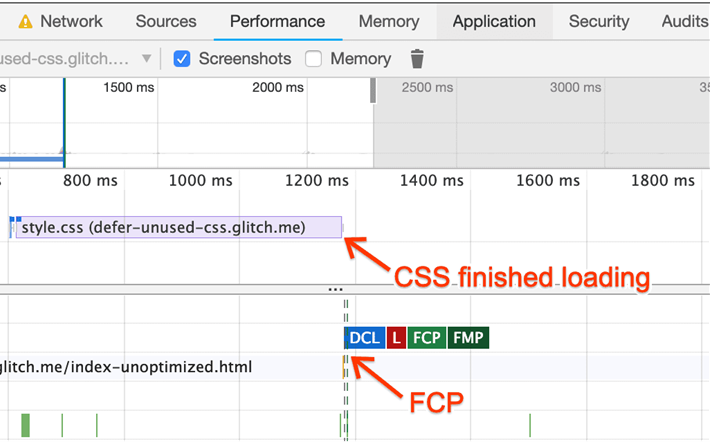 Network Sources Performance Memory Application Security Audits
used-css.glitch.... Screenshots Memory
s 1500 ms 2000 ms 2500 ms 3000 ms 35
s 800 ms 1000 ms 1200 ms 1400 ms 1600 ms 1800 ms
style.css (defer-unused-css.glitch.me)
CSS finished loading
...
DCL L FCP FMP
glitch.me/index-unoptimized.html
FCP